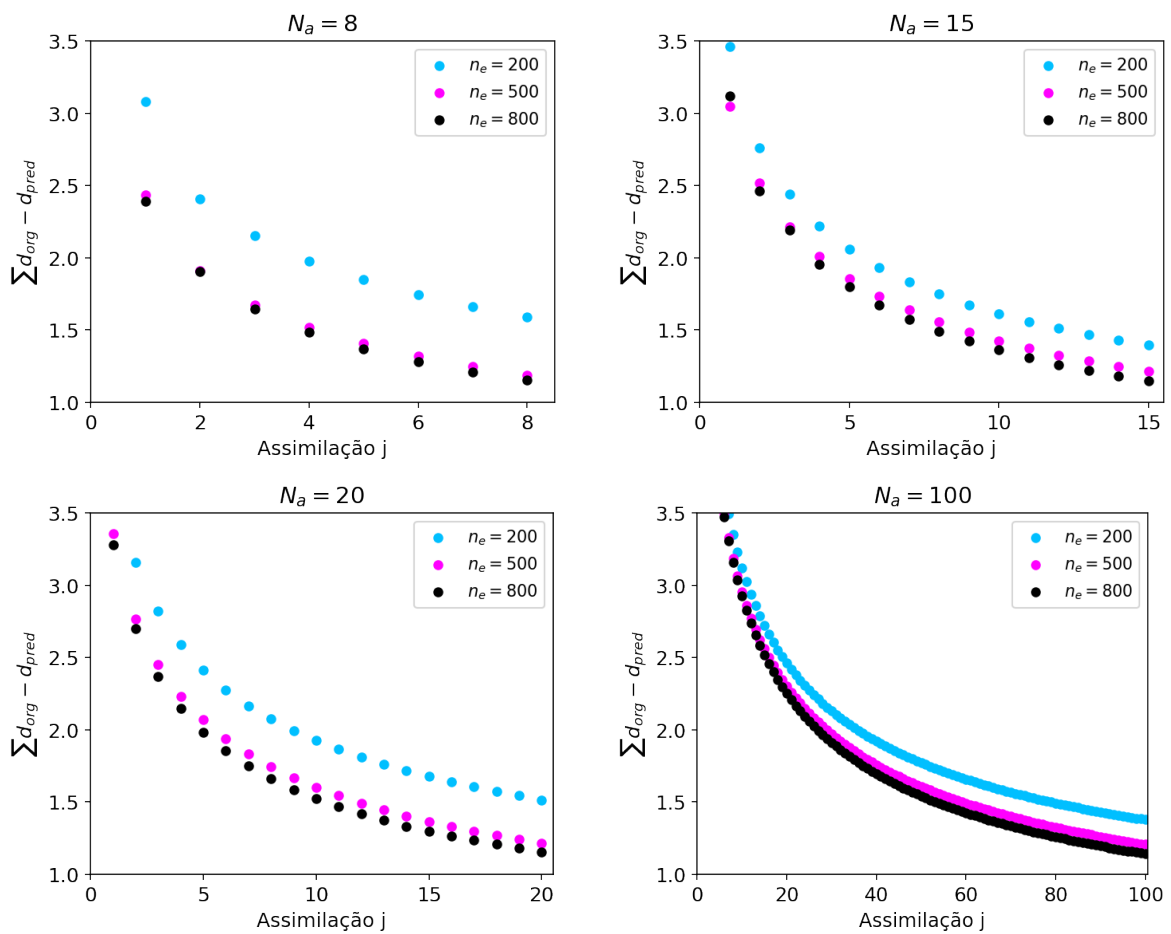 N_a = 8
3.5
3.0
2.5
2.0
1.5
1.0
∑ d_org − d_pred
n_e = 200
n_e = 500
n_e = 800
0 2 4 6 8
Assimilação j
N_a = 15
3.5
3.0
2.5
2.0
1.5
1.0
∑ d_org − d_pred
n_e = 200
n_e = 500
n_e = 800
0 5 10 15
Assimilação j
N_a = 20
3.5
3.0
2.5
2.0
1.5
1.0
∑ d_org − d_pred
n_e = 200
n_e = 500
n_e = 800
0 5 10 15 20
Assimilação j
N_a = 100
3.5
3.0
2.5
2.0
1.5
1.0
∑ d_org − d_pred
n_e = 200
n_e = 500
n_e = 800
0 20 40 60 80 100
Assimilação j